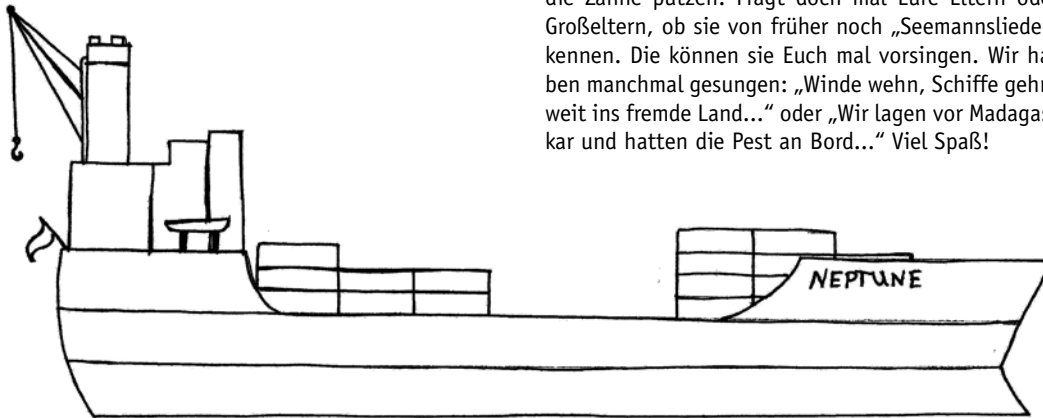 die Zähne putzen. Fragt doch mal Eure Eltern ode
Großeltern, ob sie von früher noch „Seemannsliede
kennen. Die können sie Euch mal vorsingen. Wir ha
ben manchmal gesungen: „Winde wehn, Schiffe gehn
weit ins fremde Land...“ oder „Wir lagen vor Madagas
kar und hatten die Pest an Bord...“ Viel Spaß!
NEPTUNE